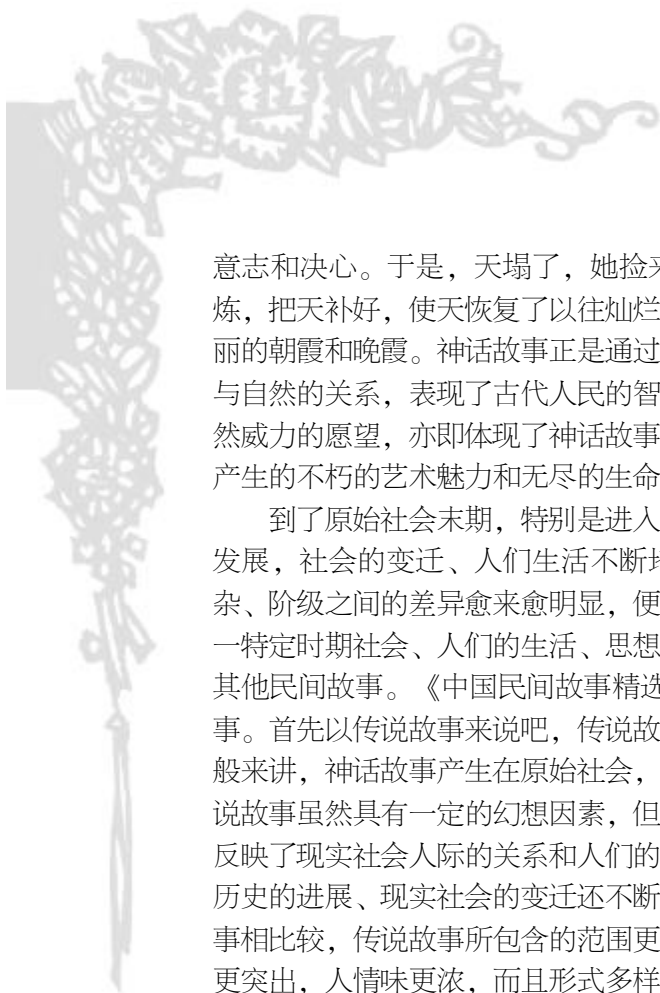 意志和决心。于是，天塌了，她捡来
炼，把天补好，使天恢复了以往灿烂
丽的朝霞和晚霞。神话故事正是通过
与自然的关系，表现了古代人民的智
然威力的愿望，亦即体现了神话故事
产生的不朽的艺术魅力和无尽的生命
到了原始社会末期，特别是进入
发展，社会的变迁、人们生活不断
杂、阶级之间的差异愈来愈明显，便
一特定时期社会、人们的生活、思想
其他民间故事。《中国民间故事精选
事。首先以传说故事来说吧，传说故
般来讲，神话故事产生在原始社会，
说故事虽然具有一定的幻想因素，但
反映了现实社会人际的关系和人们的
历史的进展、现实社会的变迁还不断
事相比较，传说故事所包含的范围更
更突出，人情味更浓，而且形式多样